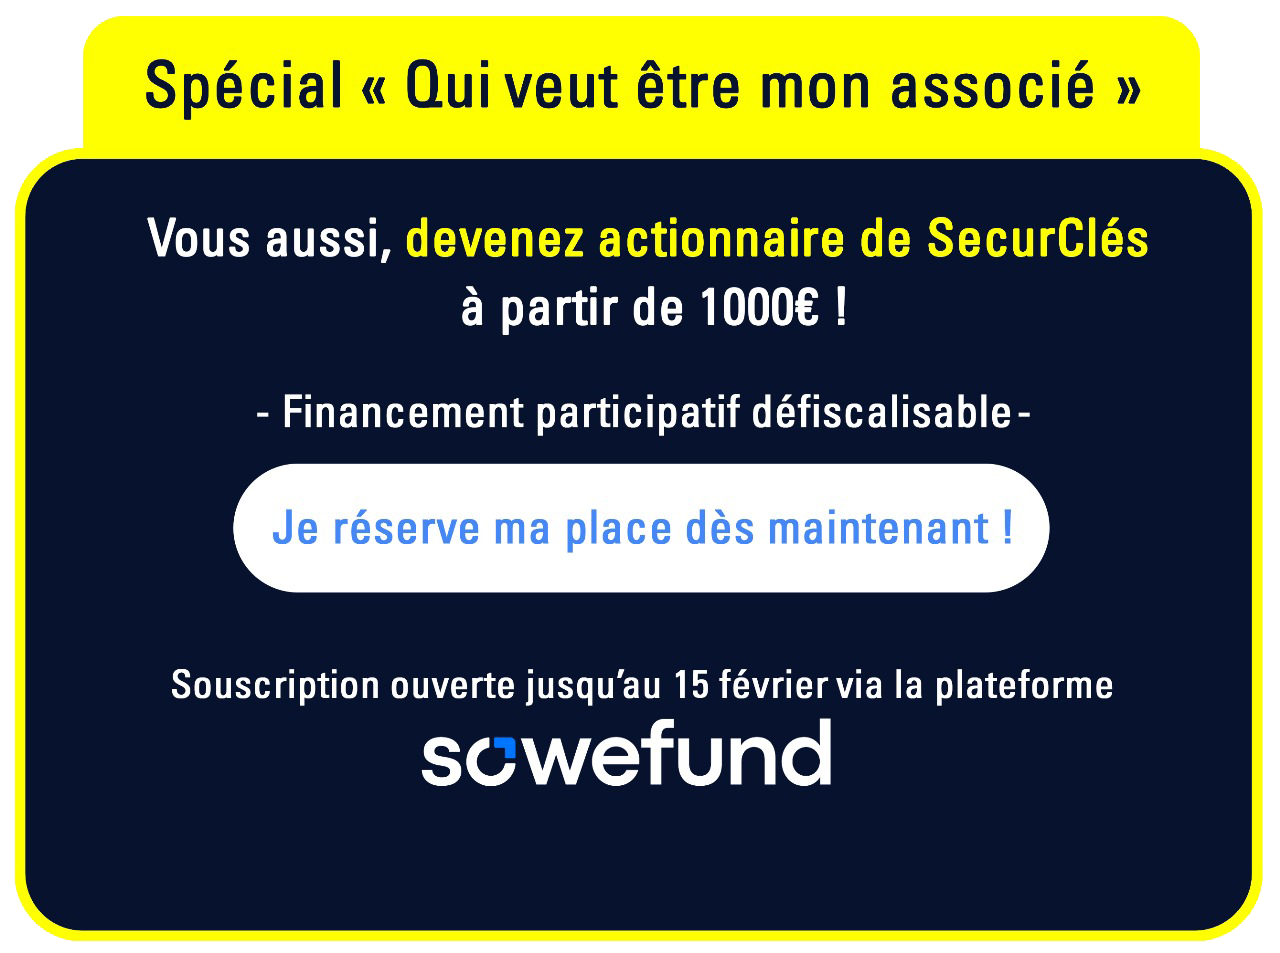 Spécial « Qui veut être mon associé »
Vous aussi, devenez actionnaire de SecurClés
à partir de 1000€ !
- Financement participatif défiscalisable -
Je réserve ma place dès maintenant !
Souscription ouverte jusqu’au 15 février via la plateforme
sowefund